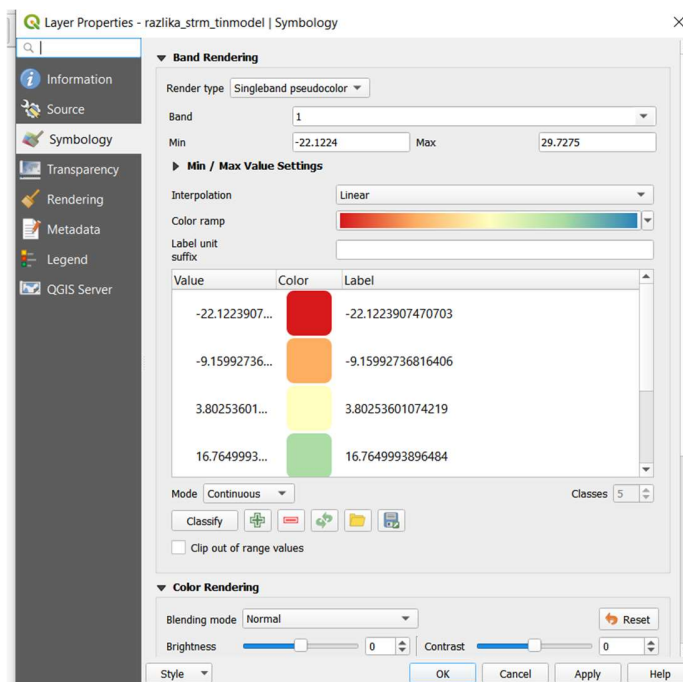 Layer Properties - razlika_strm_tinmodel | Symbology
Information
Source
Symbology
Transparency
Rendering
Metadata
Legend
QGIS Server
Band Rendering
Render type Singleband pseudocolor
Band 1
Min -22.1224 Max 29.7275
Min / Max Value Settings
Interpolation Linear
Color ramp
Label unit
suffix
Value Color Label
-22.1223907... -22.1223907470703
-9.15992736... -9.15992736816406
3.80253601... 3.80253601074219
16.7649993... 16.7649993896484
Mode Continuous Classes 5
Classify
Clip out of range values
Color Rendering
Blending mode Normal Reset
Brightness 0 Contrast 0
Style OK Cancel Apply Help